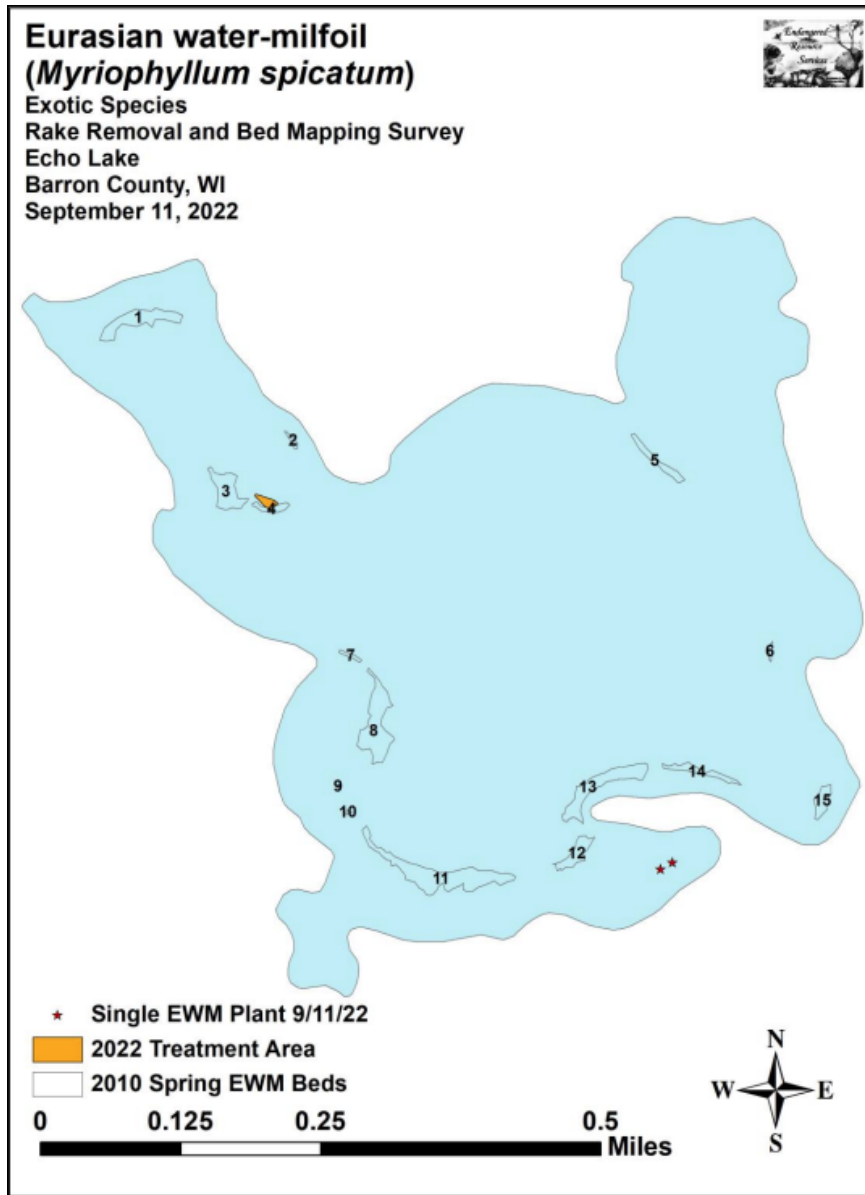 Eurasian water-milfoil
(Myriophyllum spicatum)
Exotic Species
Rake Removal and Bed Mapping Survey
Echo Lake
Barron County, WI
September 11, 2022
Endangered
Resource
Services
1
2
3
4
5
6
7
8
9
10
11
12
13
14
15
Single EWM Plant 9/11/22
2022 Treatment Area
2010 Spring EWM Beds
0 0.125 0.25 0.5
Miles
N
W E
S